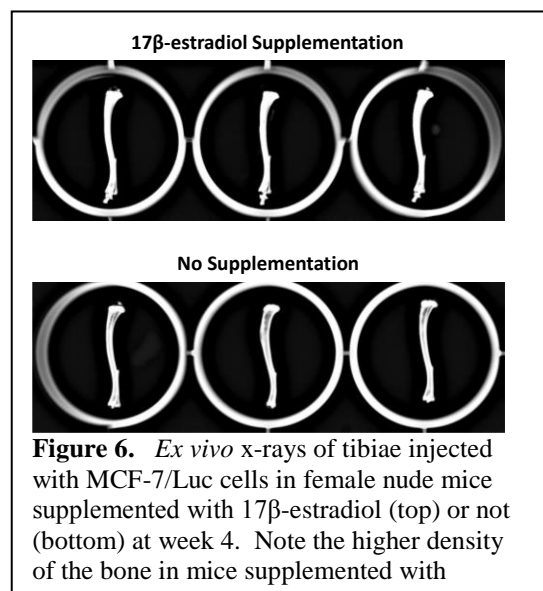 17β-estradiol Supplementation
No Supplementation
Figure 6. Ex vivo x-rays of tibiae injected
with MCF-7/Luc cells in female nude mice
supplemented with 17β-estradiol (top) or not
(bottom) at week 4. Note the higher density
of the bone in mice supplemented with